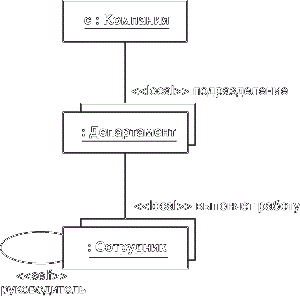 c : Компания
<<local>> подразделение
: Департамент
<<local>> выполняет работу
: Сотрудник
<<self>>
руководитель